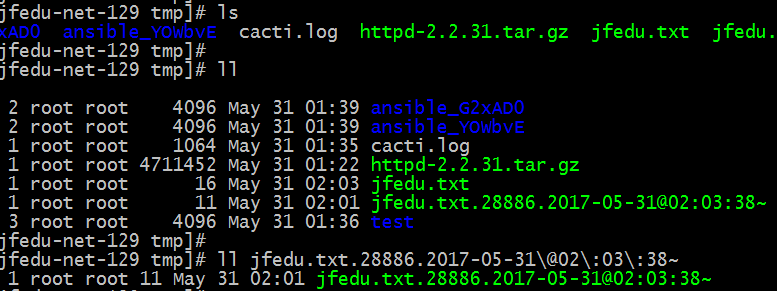 jfedu-net-129 tmp]# ls
xAD0 ansible_YOWbvE cacti.log httpd-2.2.31.tar.gz jfedu.txt jfedu.
jfedu-net-129 tmp]#
jfedu-net-129 tmp]# ll
2 root root 4096 May 31 01:39 ansible_G2xAD0
2 root root 4096 May 31 01:39 ansible_YOWbvE
1 root root 1064 May 31 01:35 cacti.log
1 root root 4711452 May 31 01:22 httpd-2.2.31.tar.gz
1 root root 16 May 31 02:03 jfedu.txt
1 root root 11 May 31 02:01 jfedu.txt.28886.2017-05-31@02:03:38~
3 root root 4096 May 31 01:36 test
jfedu-net-129 tmp]#
jfedu-net-129 tmp]# ll jfedu.txt.28886.2017-05-31\@02\:03\:38~
1 root root 11 May 31 02:01 jfedu.txt.28886.2017-05-31@02:03:38~